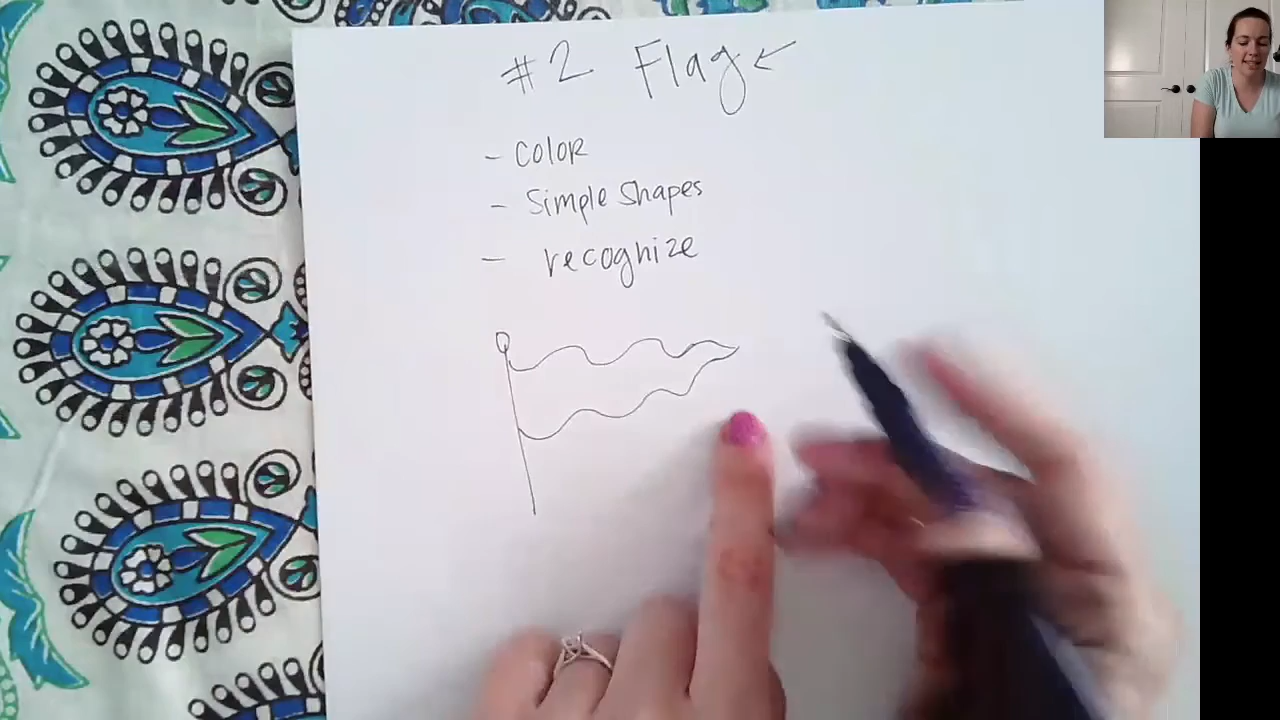 #2 Flag ←
- Color
- Simple Shapes
- recognize